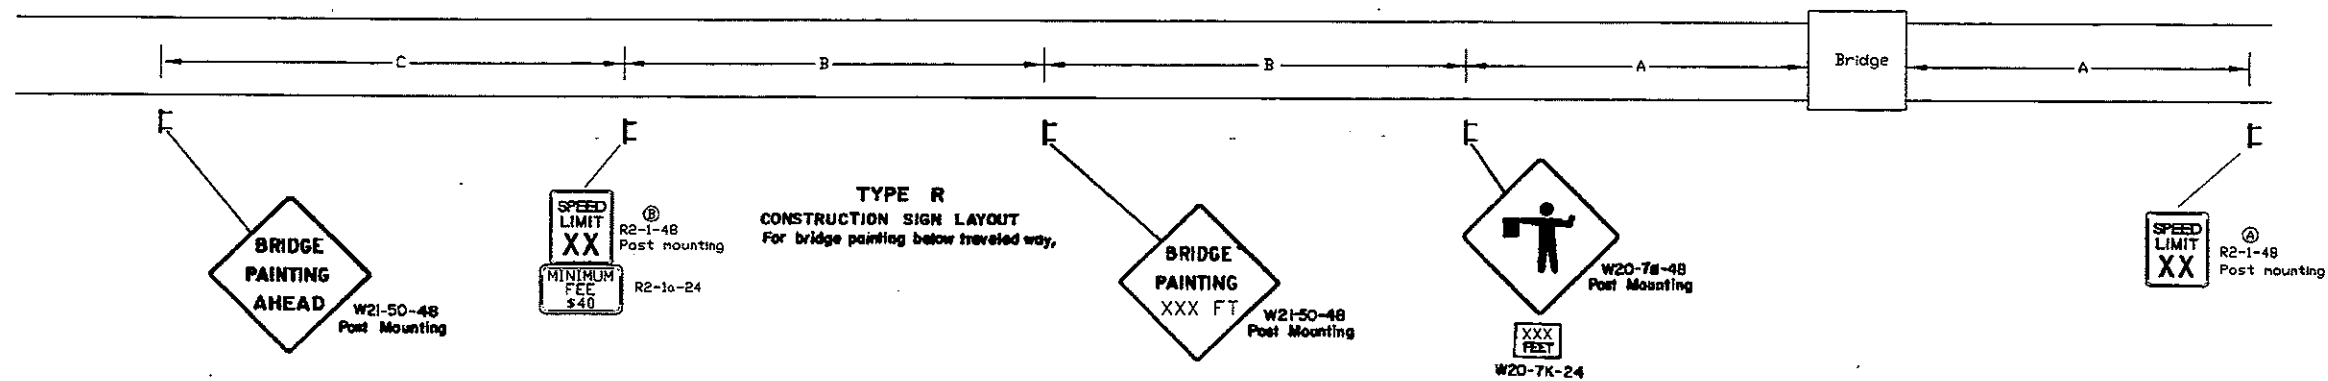 C
B
B
A
Bridge
A
BRIDGE
PAINTING
AHEAD
W21-50-48
Post Mounting
SPEED
LIMIT
XX
MINIMUM
FEE
$40
B
R2-1-48
Post mounting
R2-1a-24
TYPE R
CONSTRUCTION SIGN LAYOUT
For bridge painting below traveled way,
BRIDGE
PAINTING
XXX FT
W21-50-48
Post Mounting
W20-7a-48
Post Mounting
XXX
FEET
W20-7K-24
SPEED
LIMIT
XX
A
R2-1-48
Post mounting